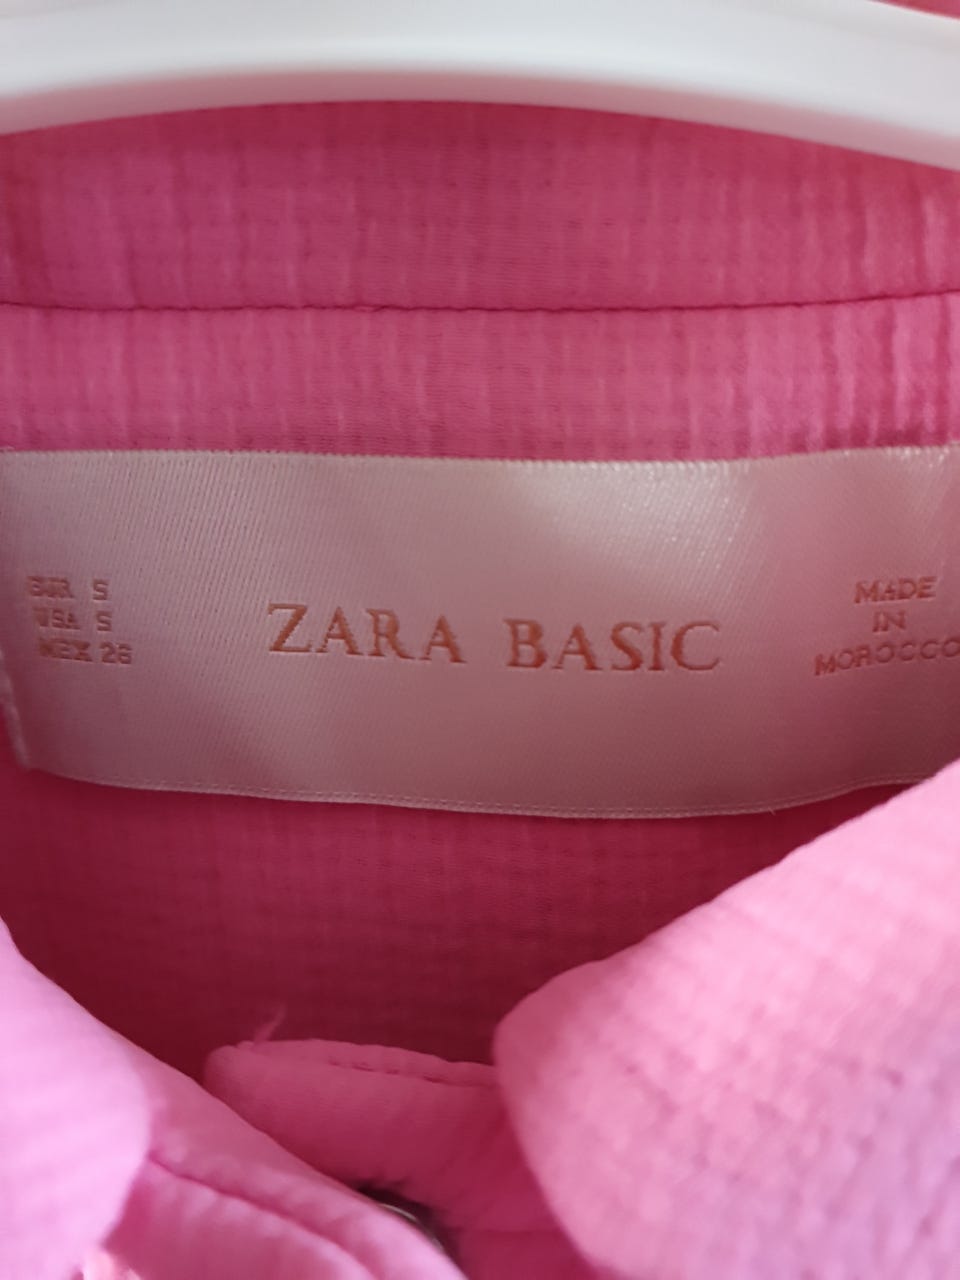 EUR S
USA S
MEX 26
ZARA BASIC
MADE
IN
MOROCCO